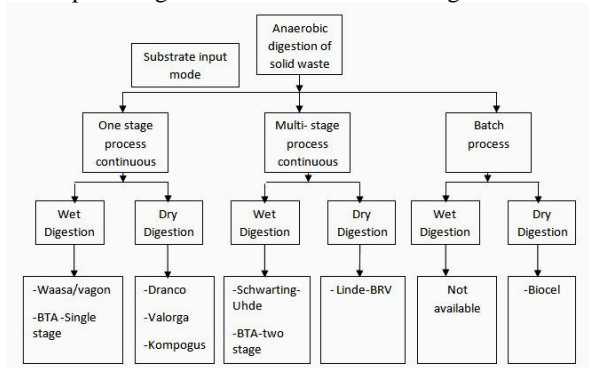 Anaerobic
digestion of
solid waste
Substrate input
mode
One stage
process
continuous
Multi- stage
process
continuous
Batch
process
Wet
Digestion
Dry
Digestion
Wet
Digestion
Dry
Digestion
Wet
Digestion
Dry
Digestion
-Waasa/vagon
-BTA -Single
stage
-Dranco
-Valorga
-Kompogus
-Schwarting-
Uhde
-BTA-two
stage
- Linde-BRV
Not
available
-Biocel